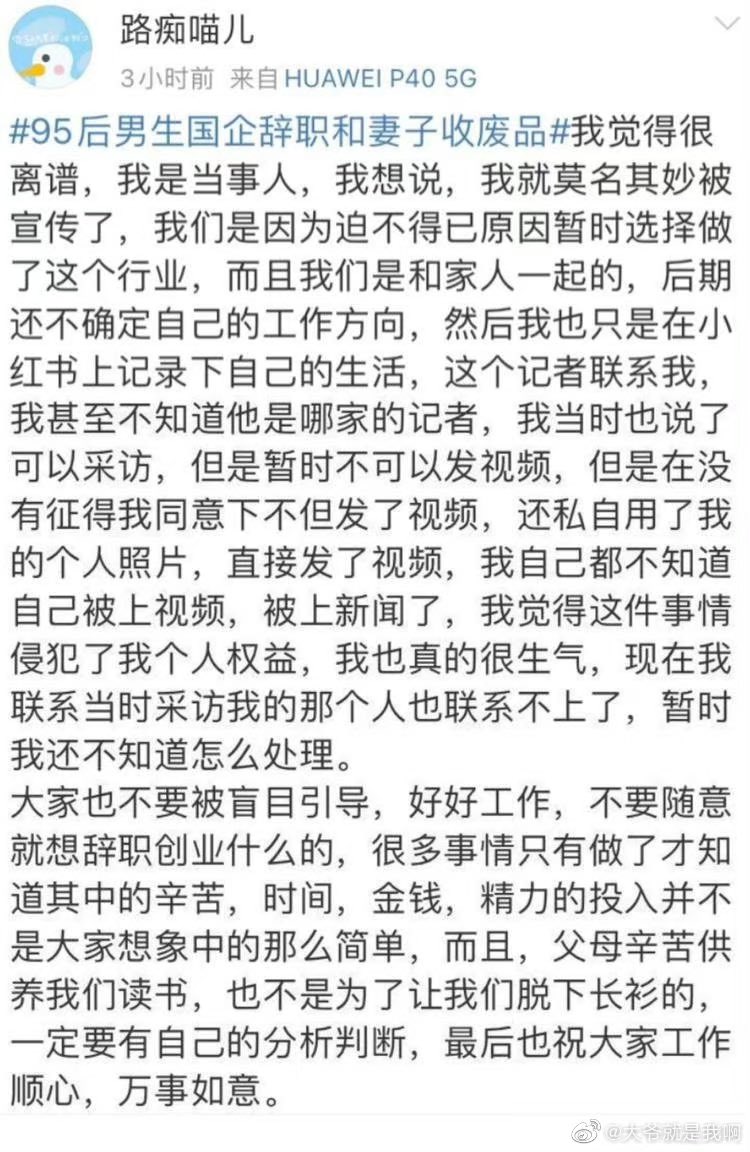 路痴喵儿
3小时前 来自 HUAWEI P40 5G
#95后男生国企辞职和妻子收废品#我觉得很
离谱，我是当事人，我想说，我就莫名其妙被
宣传了，我们是因为迫不得已原因暂时选择做
了这个行业，而且我们是和家人一起的，后期
还不确定自己的工作方向，然后我也只是在小
红书上记录下自己的生活，这个记者联系我，
我甚至不知道他是哪家的记者，我当时也说了
可以采访，但是暂时不可以发视频，但是在没
有征得我同意下不但发了视频，还私自用了我
的个人照片，直接发了视频，我自己都不知道
自己被上视频，被上新闻了，我觉得这件事情
侵犯了我个人权益，我也真的很生气，现在我
联系当时采访我的那个人也联系不上了，暂时
我还不知道怎么处理。
大家也不要被盲目引导，好好工作，不要随意
就想辞职创业什么的，很多事情只有做了才知
道其中的辛苦，时间，金钱，精力的投入并不
是大家想象中的那么简单，而且，父母辛苦供
养我们读书，也不是为了让我们脱下长衫的，
一定要有自己的分析判断，最后也祝大家工作
顺心，万事如意。
@大爷就是我啊